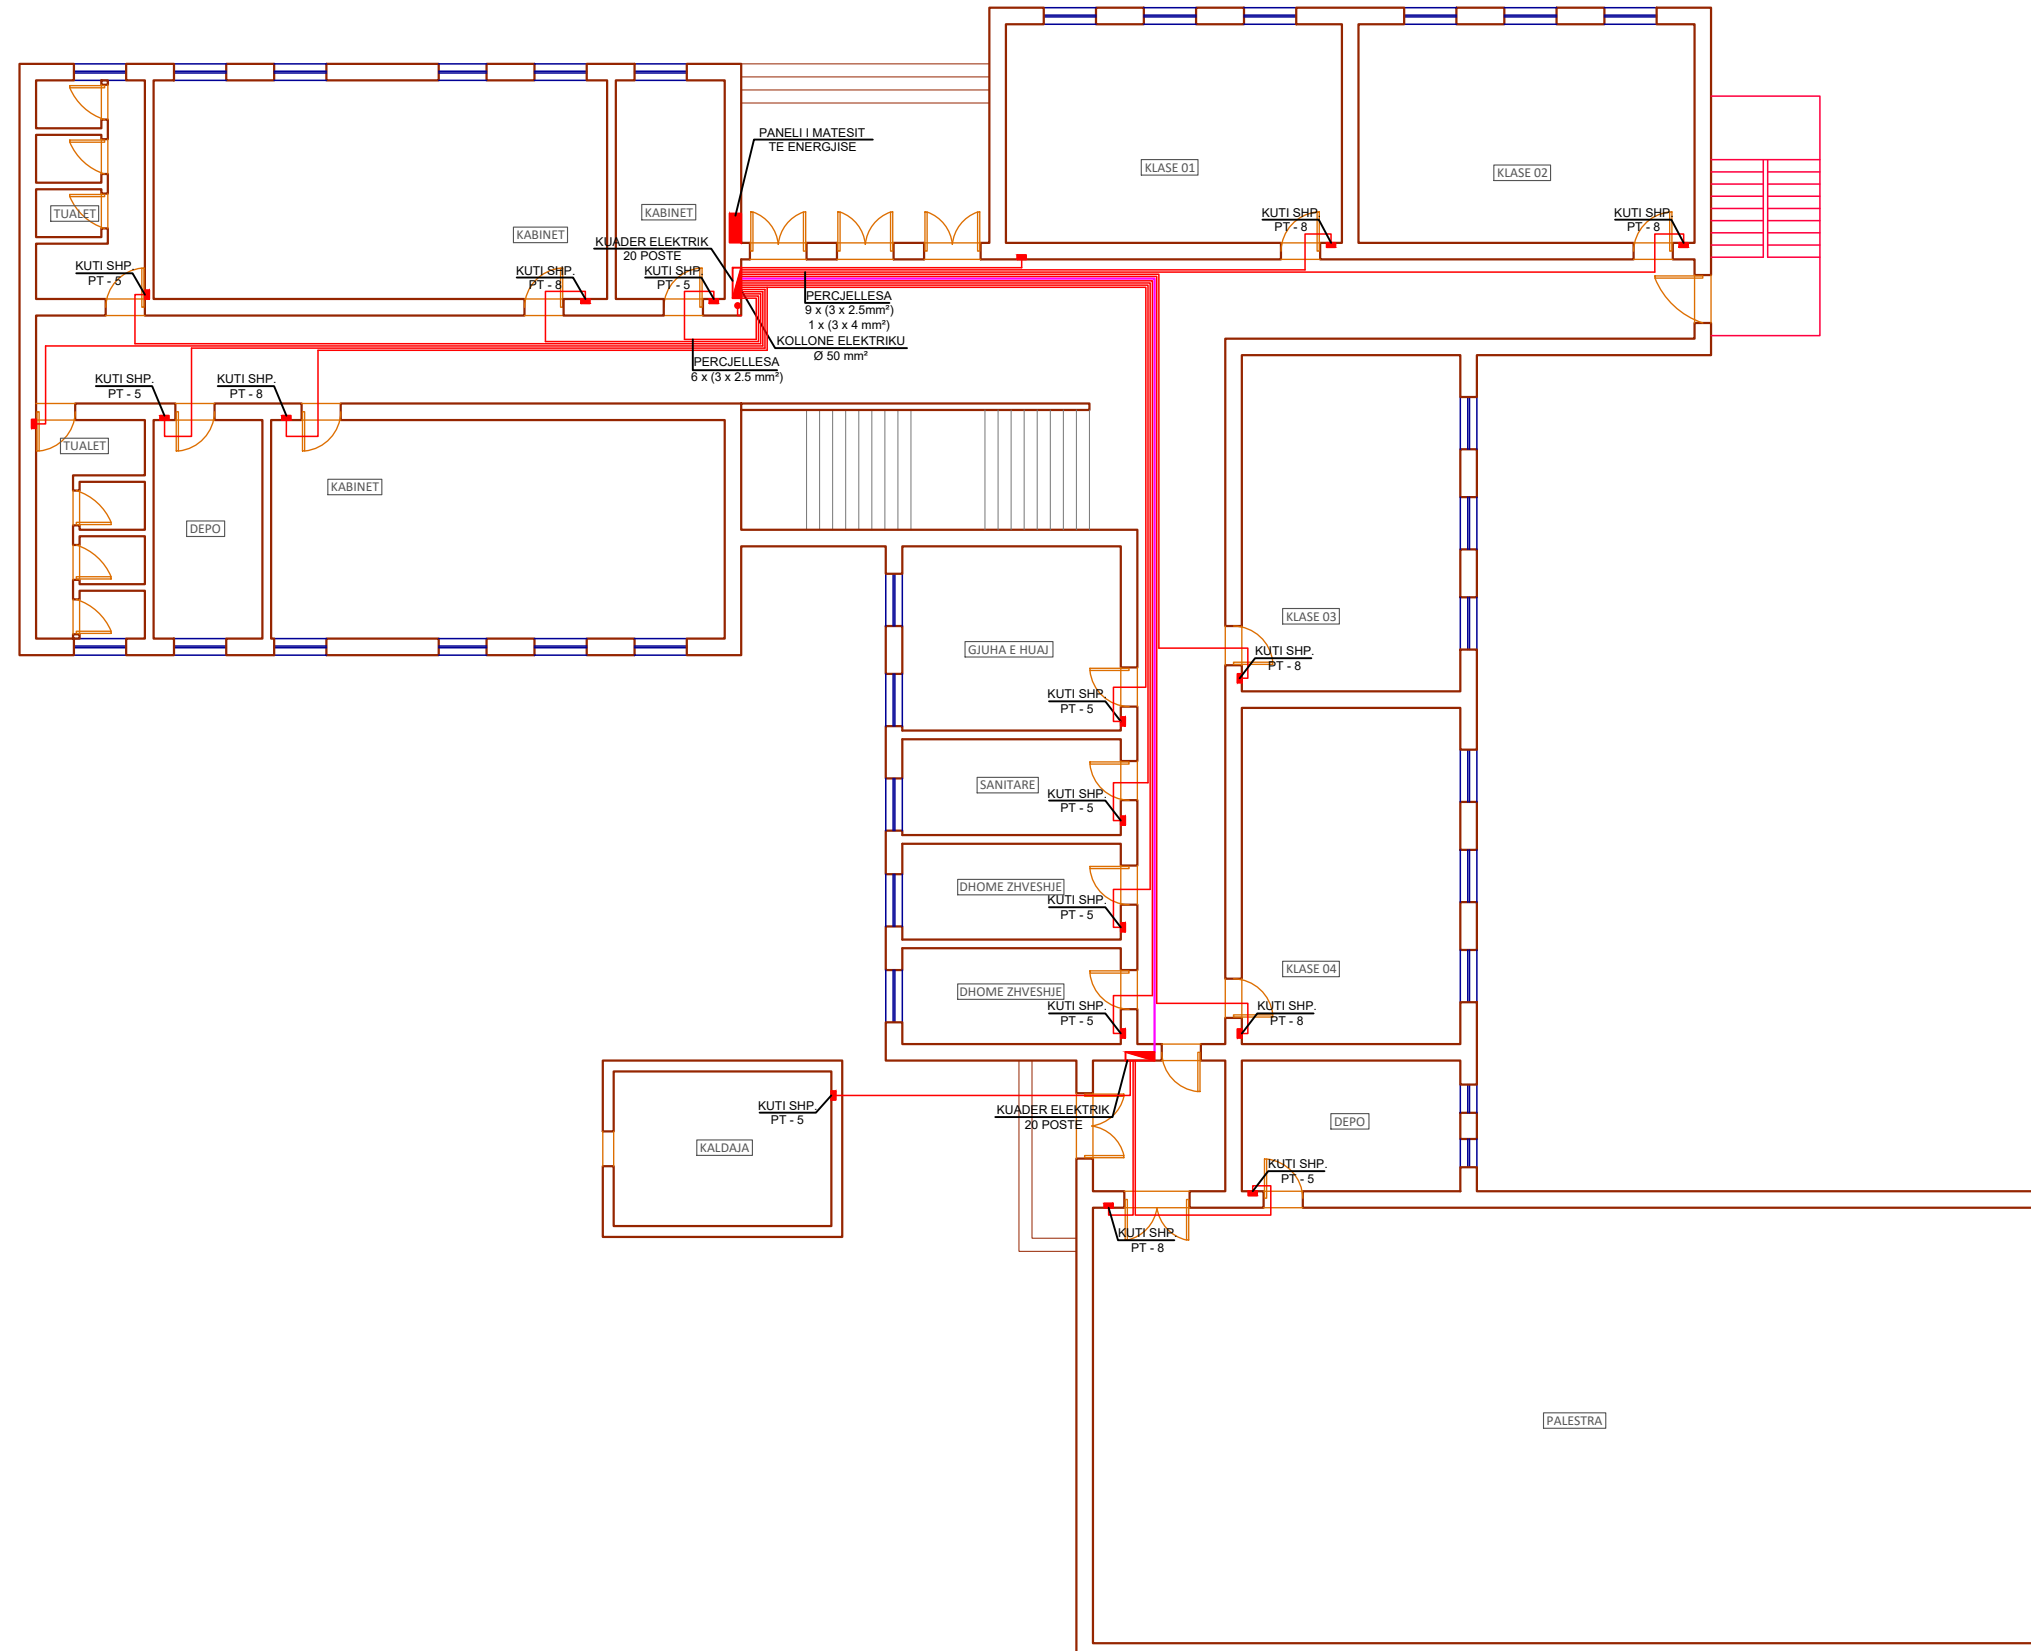 PANELI I MATESIT
TE ENERGJISE
KLASE 01
KLASE 02
TUALET
KABINET
KABINET
KUTI SHP.
PT - 8
KUTI SHP.
PT - 8
KUADER ELEKTRIK
20 POSTE
KUTI SHP.
PT - 5
KUTI SHP.
PT - 8
KUTI SHP.
PT - 5
PERCJELLESA
9 x (3 x 2.5mm²)
1 x (3 x 4 mm²)
KOLLONE ELEKTRIKU
Ø 50 mm²
PERCJELLESA
6 x (3 x 2.5 mm²)
KUTI SHP.
PT - 5
KUTI SHP.
PT - 8
TUALET
KABINET
DEPO
KLASE 03
GJUHA E HUAJ
KUTI SHP.
PT - 8
KUTI SHP.
PT - 5
SANITARE
KUTI SHP.
PT - 5
DHOME ZHVESHJE
KUTI SHP.
PT - 5
KLASE 04
DHOME ZHVESHJE
KUTI SHP.
PT - 5
KUTI SHP.
PT - 8
KUTI SHP.
PT - 5
KUADER ELEKTRIK
20 POSTE
KALDAJA
DEPO
KUTI SHP.
PT - 5
KUTI SHP.
PT - 8
PALESTRA